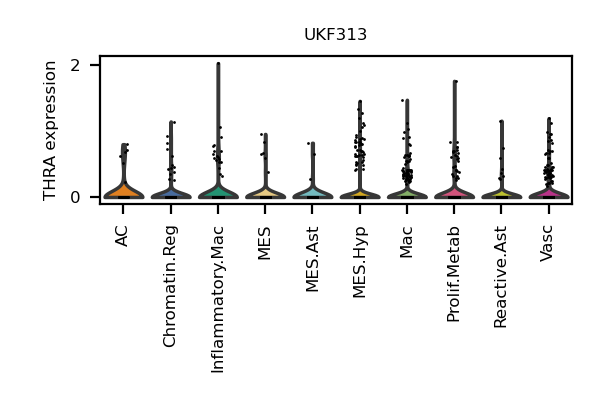 UKF313
THRA expression
2
0
AC
Chromatin.Reg
Inflammatory.Mac
MES
MES.Ast
MES.Hyp
Mac
Prolif.Metab
Reactive.Ast
Vasc